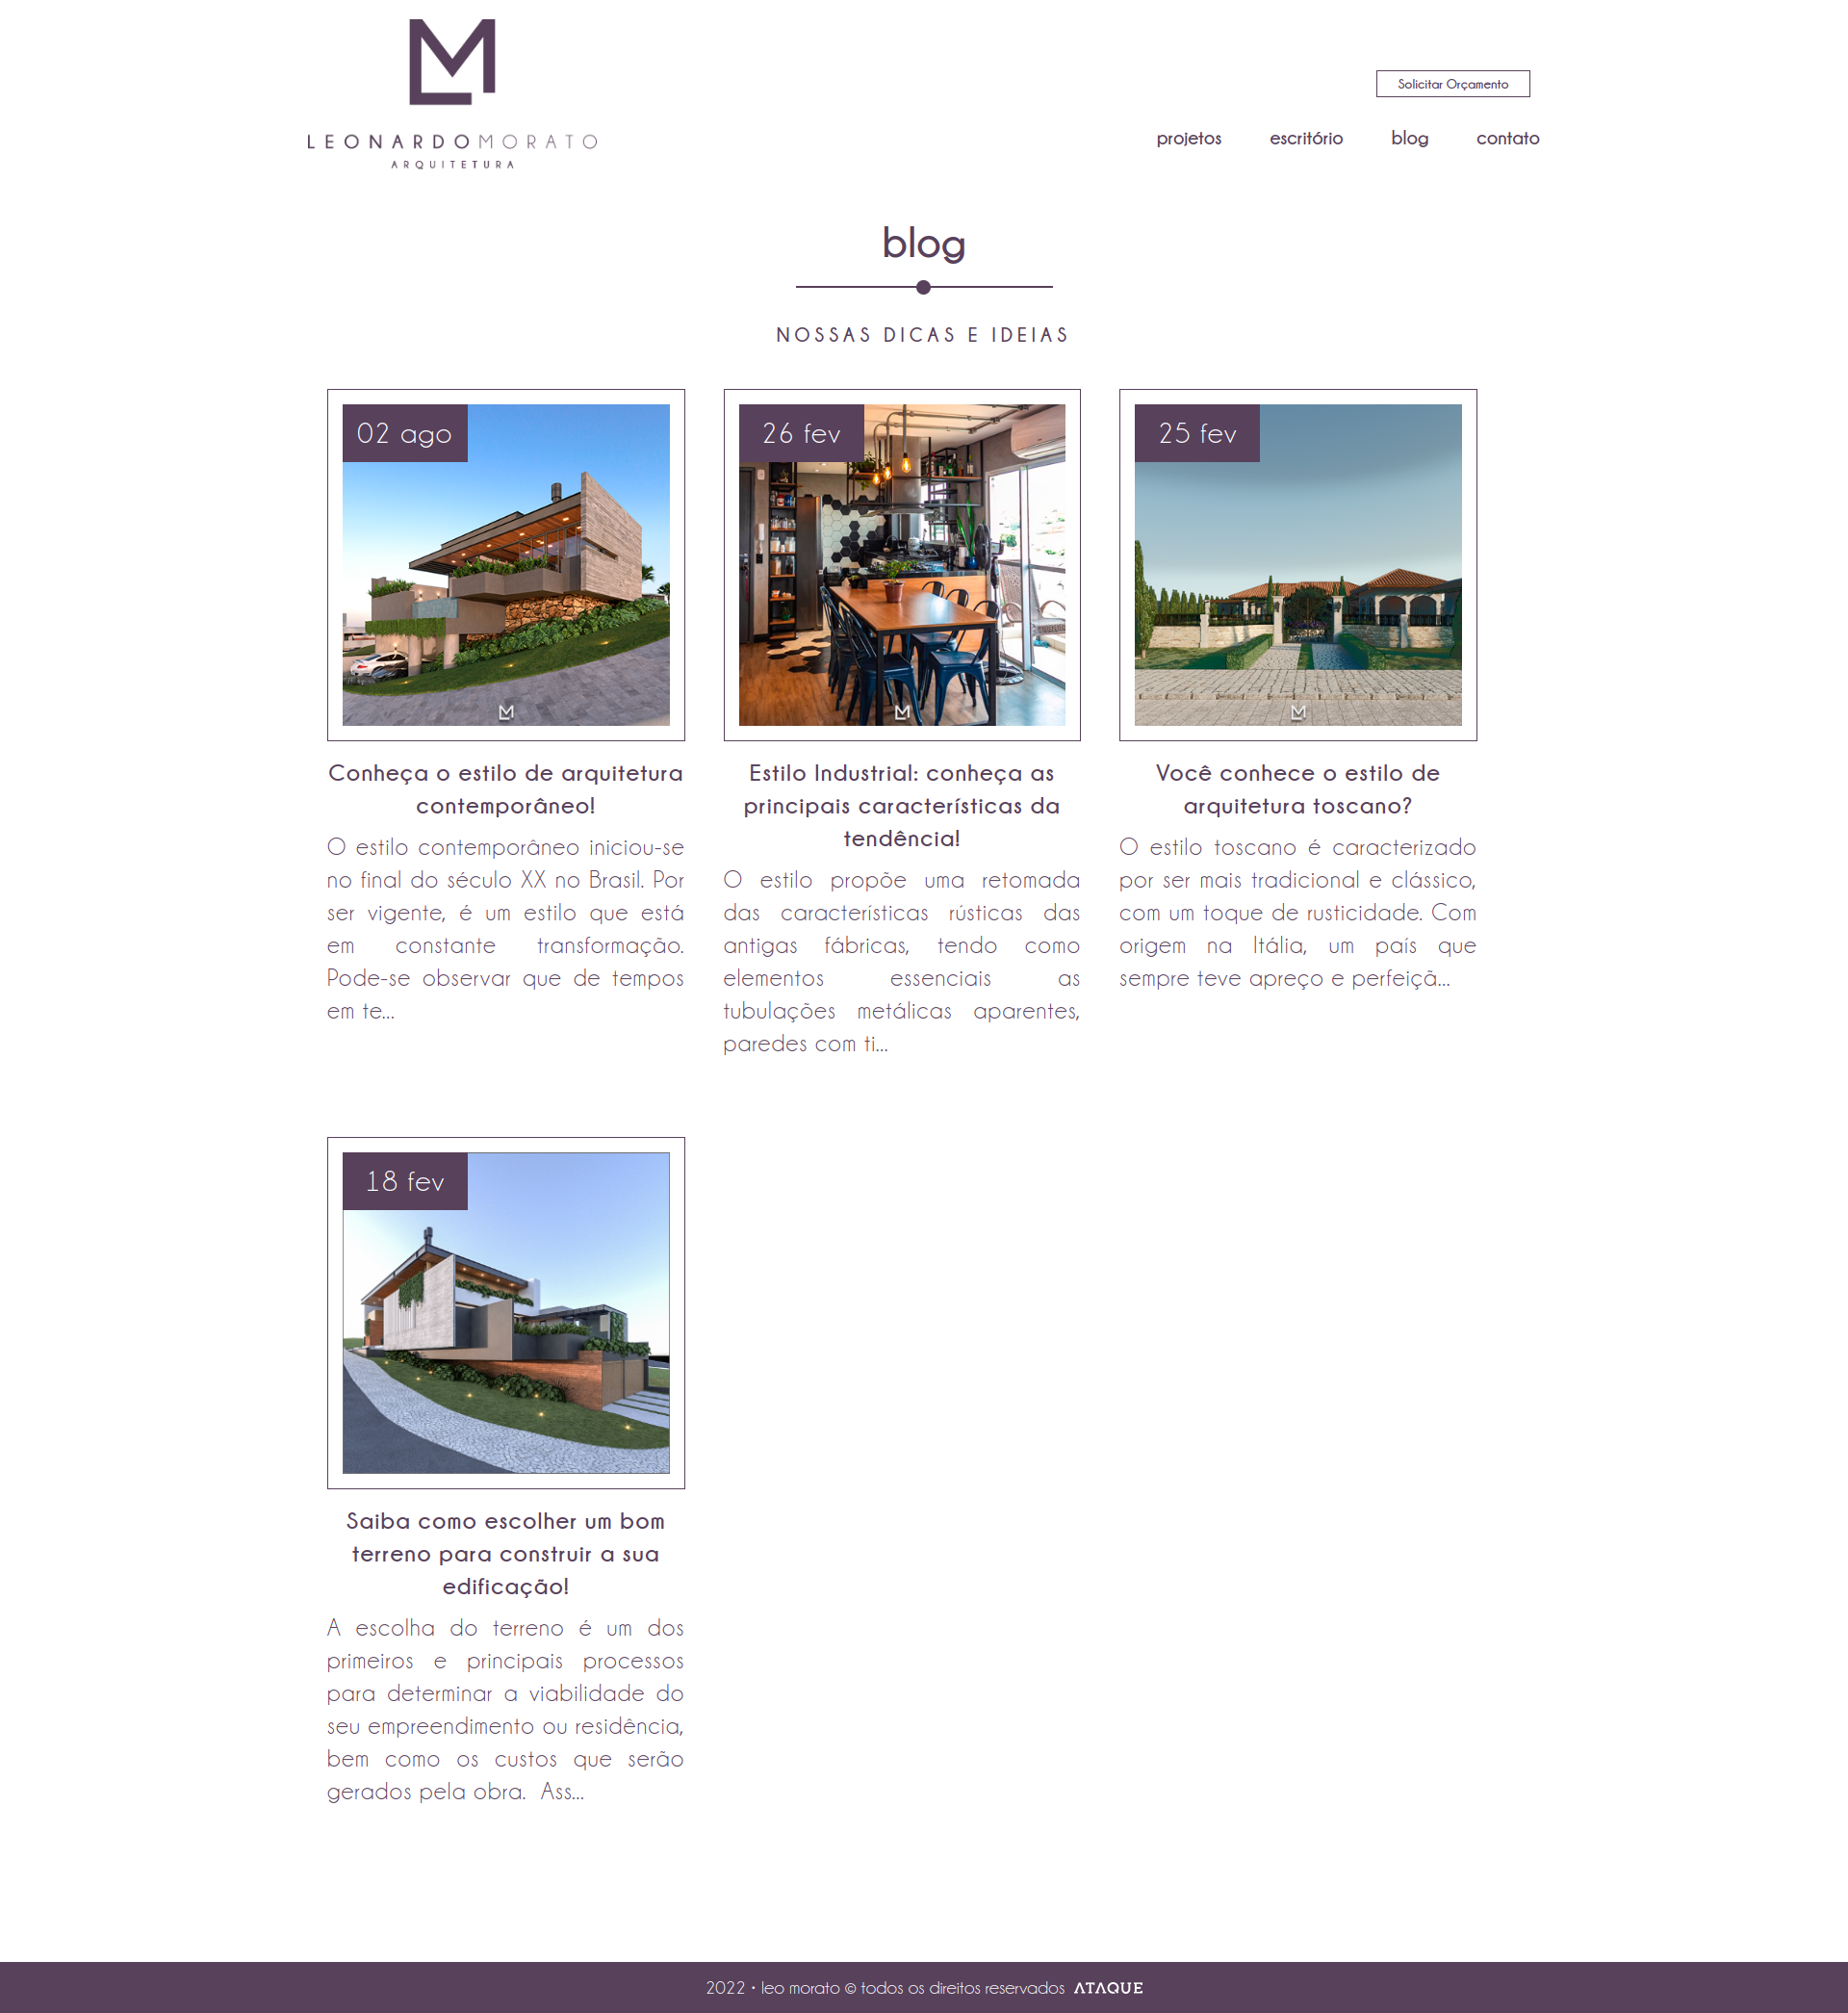 LEONARDOMORATO
ARQUITETURA
Solicitar Orçamento
projetos escritório blog contato
blog
NOSSAS DICAS E IDEIAS
02 ago
Conheça o estilo de arquitetura
contemporâneo!
O estilo contemporâneo iniciou-se
no final do século XX no Brasil. Por
ser vigente, é um estilo que está
em constante transformação.
Pode-se observar que de tempos
em te...
26 fev
Estilo Industrial: conheça as
principais características da
tendência!
O estilo propõe uma retomada
das características rústicas das
antigas fábricas, tendo como
elementos essenciais as
tubulações metálicas aparentes,
paredes com ti...
25 fev
Você conhece o estilo de
arquitetura toscano?
O estilo toscano é caracterizado
por ser mais tradicional e clássico,
com um toque de rusticidade. Com
origem na Itália, um país que
sempre teve apreço e perfeiçã...
18 fev
Saiba como escolher um bom
terreno para construir a sua
edificação!
A escolha do terreno é um dos
primeiros e principais processos
para determinar a viabilidade do
seu empreendimento ou residência,
bem como os custos que serão
gerados pela obra. Ass...
2022 • leo morato © todos os direitos reservados ATAQUE